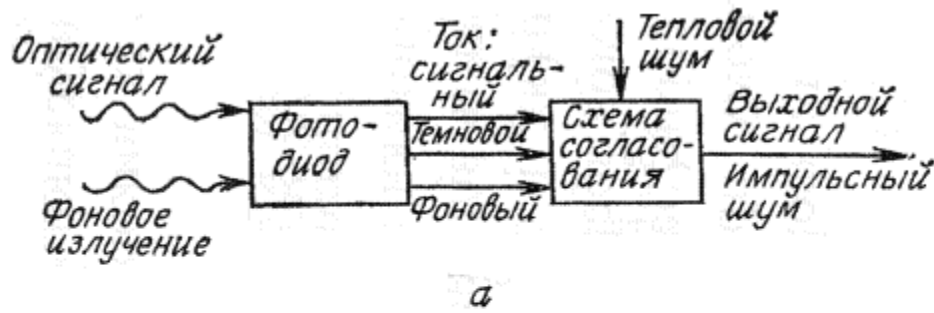 Оптический
сигнал
Фоновое
излучение
Фото-
диод
Ток:
сигналь-
ный
Темновой
Фоновый
Тепловой
шум
Схема
согласо-
вания
Выходной
сигнал
Импульсный
шум
а